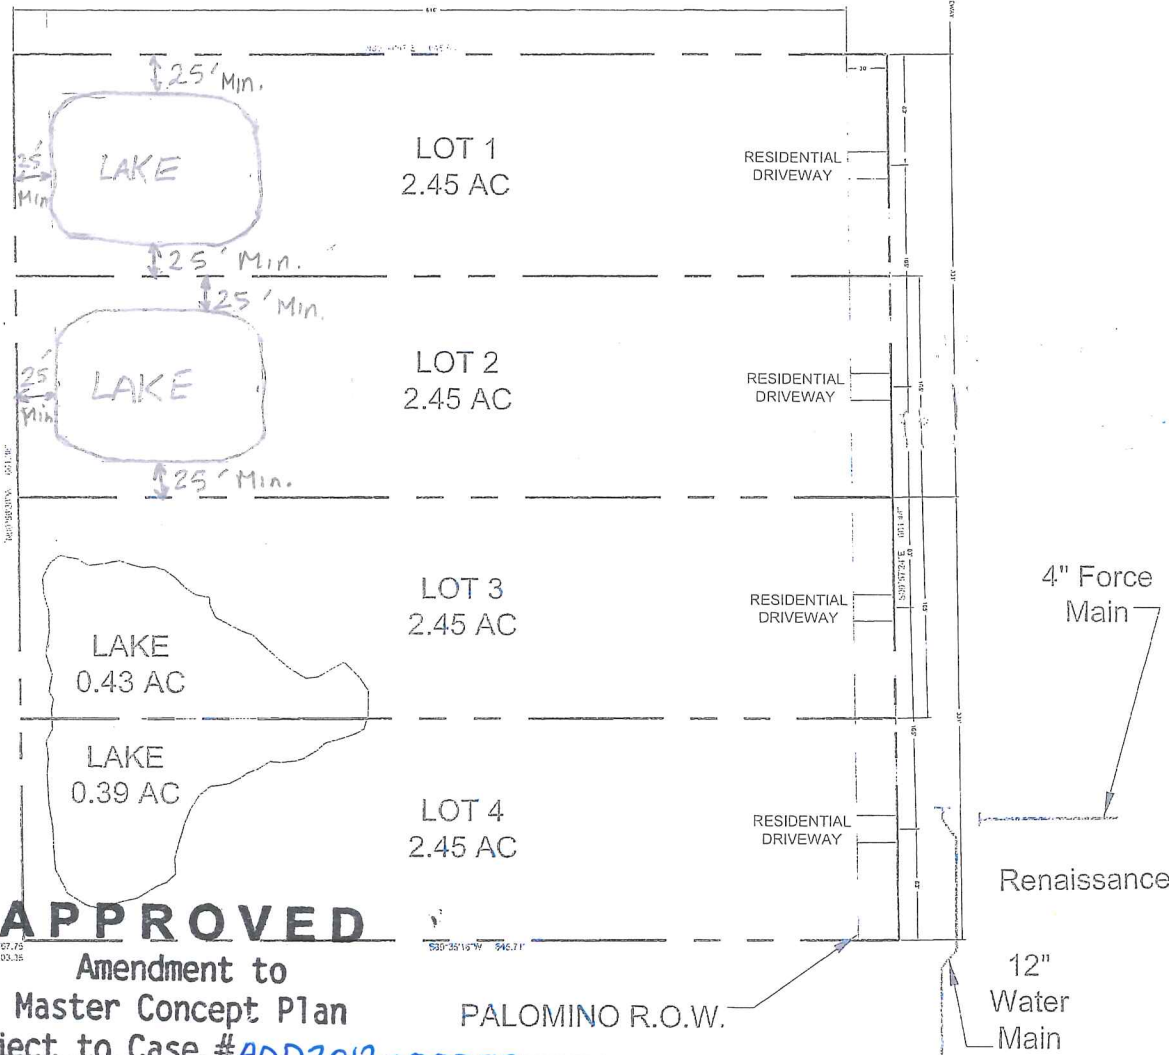 25' Min.
LAKE
25'
Min
25' Min.
LOT 1
2.45 AC
RESIDENTIAL
DRIVEWAY
25' Min.
LAKE
25'
Min
25' Min.
LOT 2
2.45 AC
RESIDENTIAL
DRIVEWAY
LOT 3
2.45 AC
RESIDENTIAL
DRIVEWAY
LAKE
0.43 AC
LAKE
0.39 AC
LOT 4
2.45 AC
RESIDENTIAL
DRIVEWAY
4" Force
Main
Renaissance
12"
Water
Main
PALOMINO R.O.W.
APPROVED
Amendment to
Master Concept Plan
ject to Case #